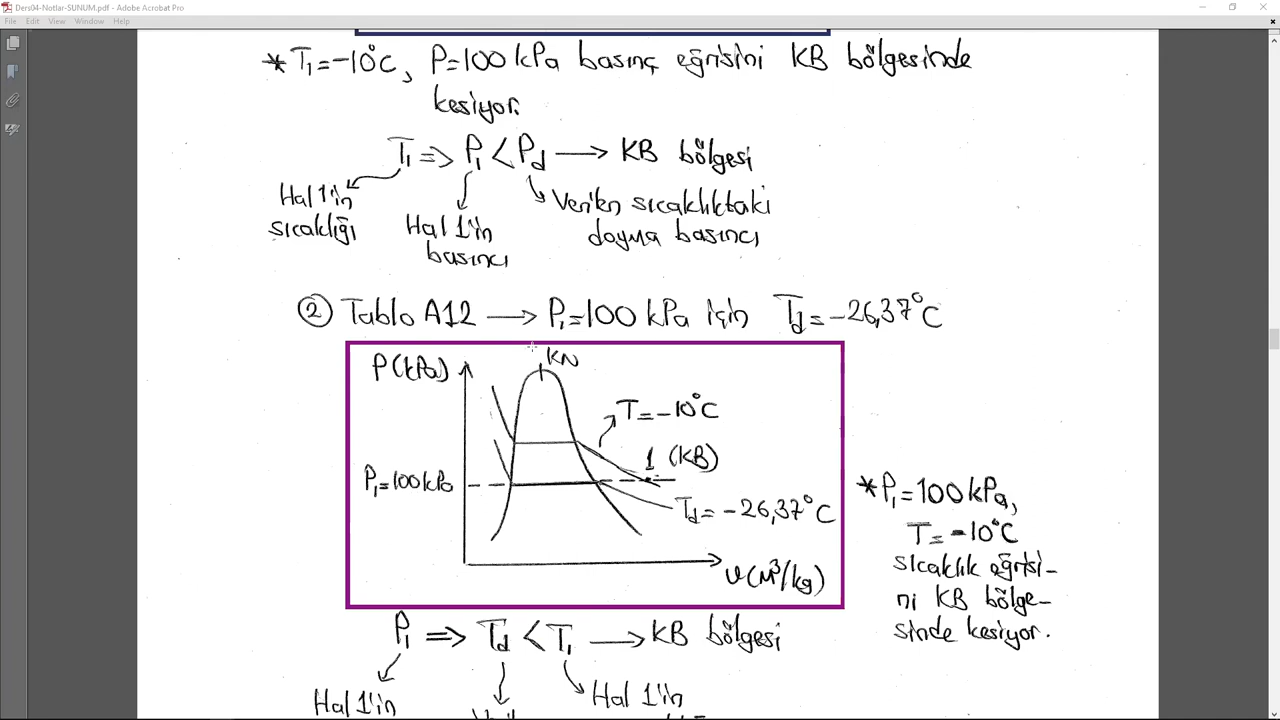 Ders04-Notlar-SUNUM.pdf - Adobe Acrobat Pro
File Edit View Window Help
* T₁=-10°C, P=100 kPa basınç eğrisini KB bölgesinde
kesiyor.
T₁ => P₁ < Pd → KB bölgesi
Hal 1'in
sıcaklığı
Hal 1'in
basıncı
Verilen sıcaklıktaki
doyma basıncı
② Tablo A12 → P₁=100 kPa için Td=-26,37°C
P(kPa)
KN
T=-10°C
1 (KB)
P₁=100kPa
Td=-26,37°C
v(m³/kg)
* P₁=100kPa,
T=-10°C
sıcaklık eğrisi-
ni KB bölge-
sinde kesiyor.
P₁ => Td < T₁ → KB bölgesi
Hal 1'in
Hal 1'in